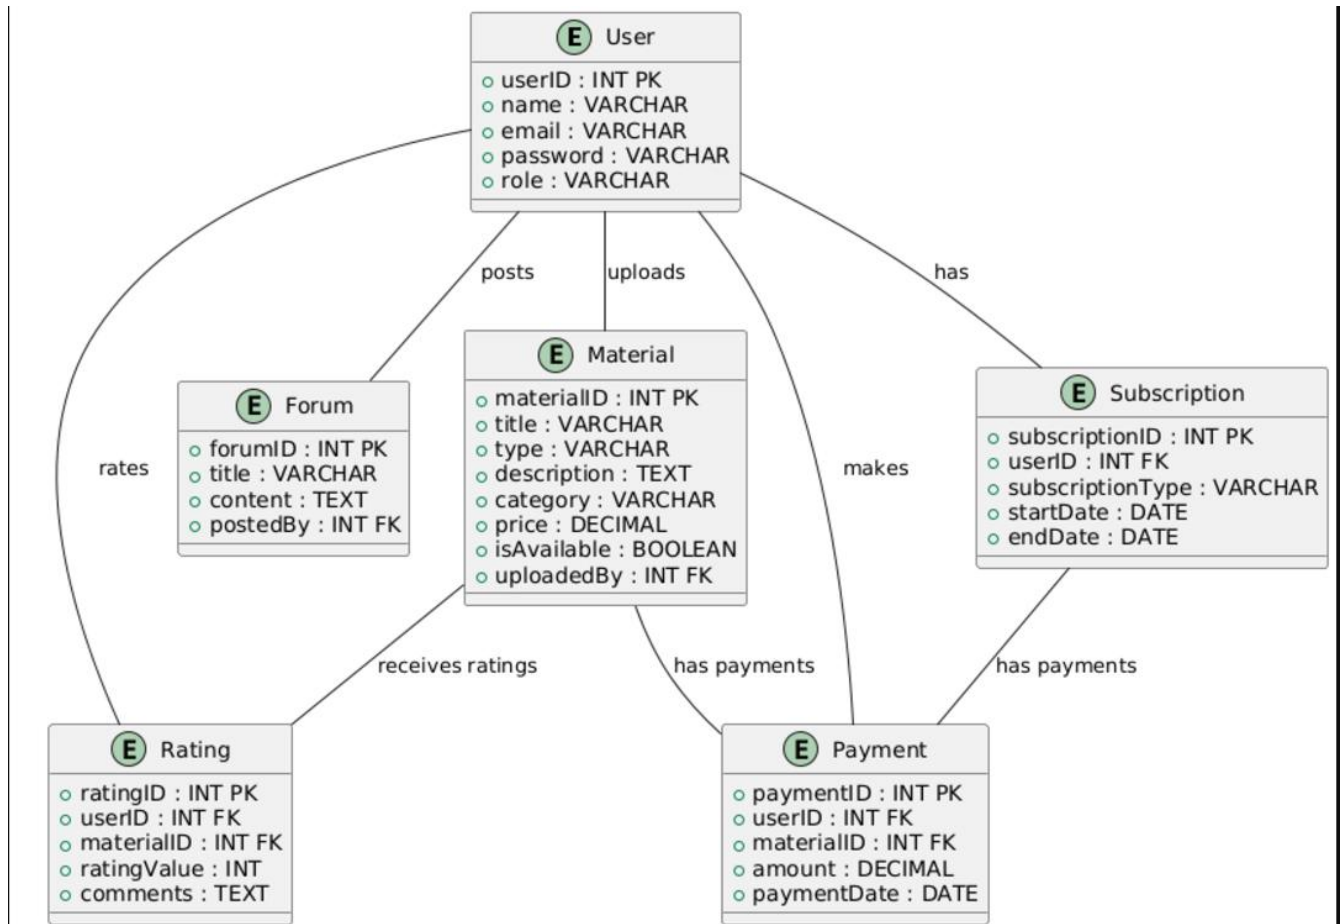 E User
userID : INT PK
name : VARCHAR
email : VARCHAR
password : VARCHAR
role : VARCHAR
posts
uploads
has
E Material
materialID : INT PK
title : VARCHAR
type : VARCHAR
description : TEXT
category : VARCHAR
price : DECIMAL
isAvailable : BOOLEAN
uploadedBy : INT FK
E Forum
forumID : INT PK
title : VARCHAR
content : TEXT
postedBy : INT FK
E Subscription
subscriptionID : INT PK
userID : INT FK
subscriptionType : VARCHAR
startDate : DATE
endDate : DATE
rates
makes
receives ratings
has payments
has payments
E Rating
ratingID : INT PK
userID : INT FK
materialID : INT FK
ratingValue : INT
comments : TEXT
E Payment
paymentID : INT PK
userID : INT FK
materialID : INT FK
amount : DECIMAL
paymentDate : DATE